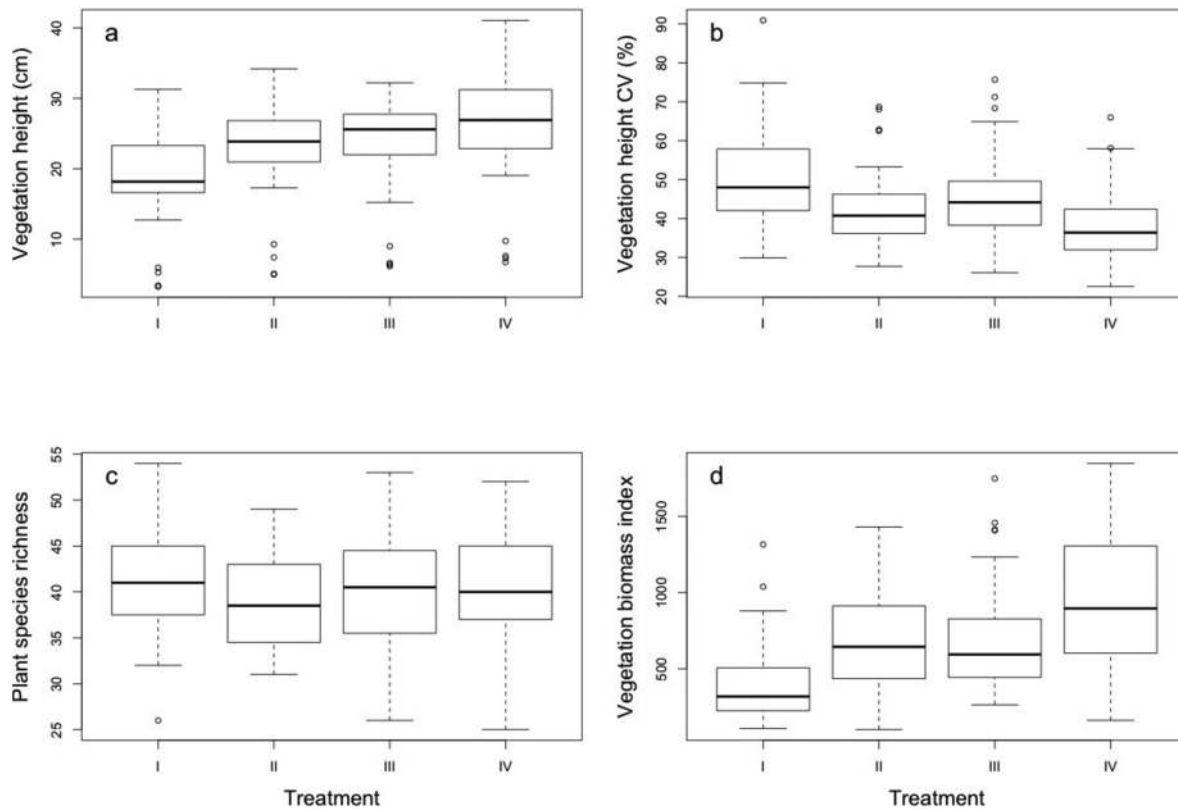 a
Vegetation height (cm)
40
30
20
10
I II III IV
b
Vegetation height CV (%)
90
80
70
60
50
40
30
20
I II III IV
c
Plant species richness
55
50
45
40
35
30
25
I II III IV
Treatment
d
Vegetation biomass index
1500
1000
500
I II III IV
Treatment